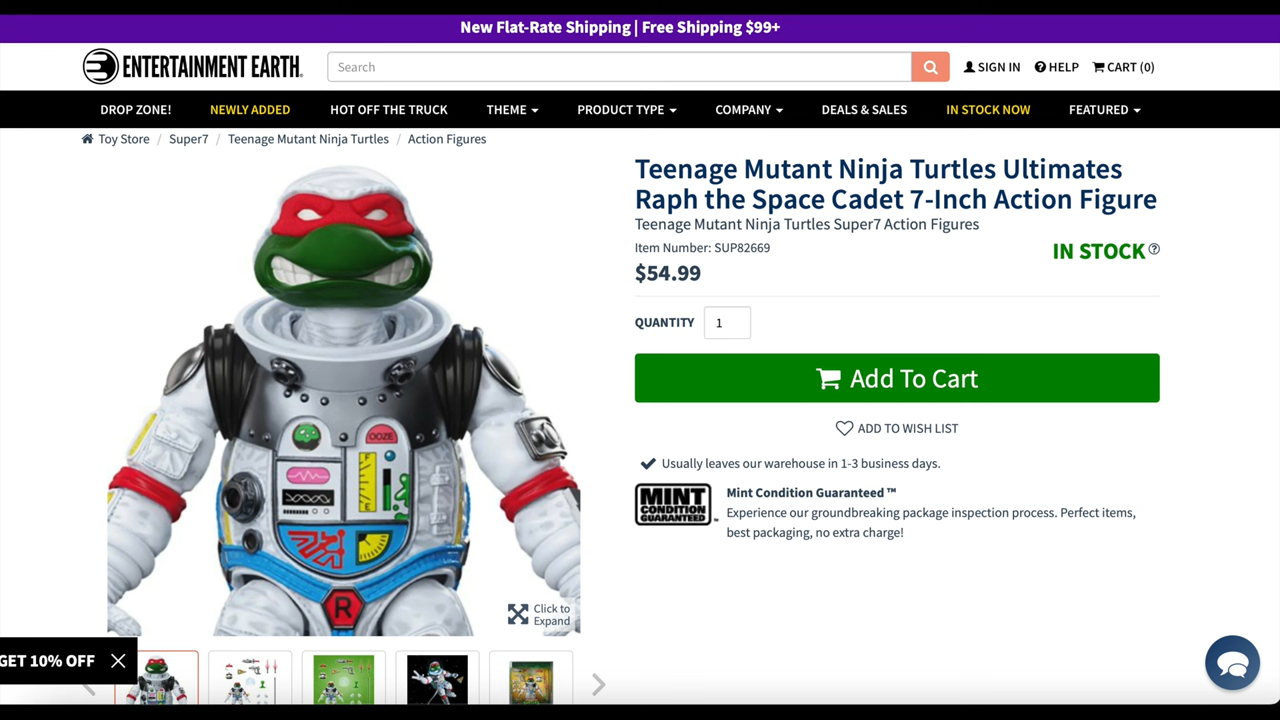 New Flat-Rate Shipping | Free Shipping $99+
ENTERTAINMENT EARTH
Search
SIGN IN
HELP
CART (0)
DROP ZONE!
NEWLY ADDED
HOT OFF THE TRUCK
THEME
PRODUCT TYPE
COMPANY
DEALS & SALES
IN STOCK NOW
FEATURED
Toy Store / Super7 / Teenage Mutant Ninja Turtles / Action Figures
Teenage Mutant Ninja Turtles Ultimates
Raph the Space Cadet 7-Inch Action Figure
Teenage Mutant Ninja Turtles Super7 Action Figures
Item Number: SUP82669
IN STOCK
$54.99
QUANTITY 1
Add To Cart
ADD TO WISH LIST
Usually leaves our warehouse in 1-3 business days.
MINT
CONDITION
GUARANTEED
Mint Condition Guaranteed ™
Experience our groundbreaking package inspection process. Perfect items,
best packaging, no extra charge!
OOZE
R
Click to
Expand
GET 10% OFF